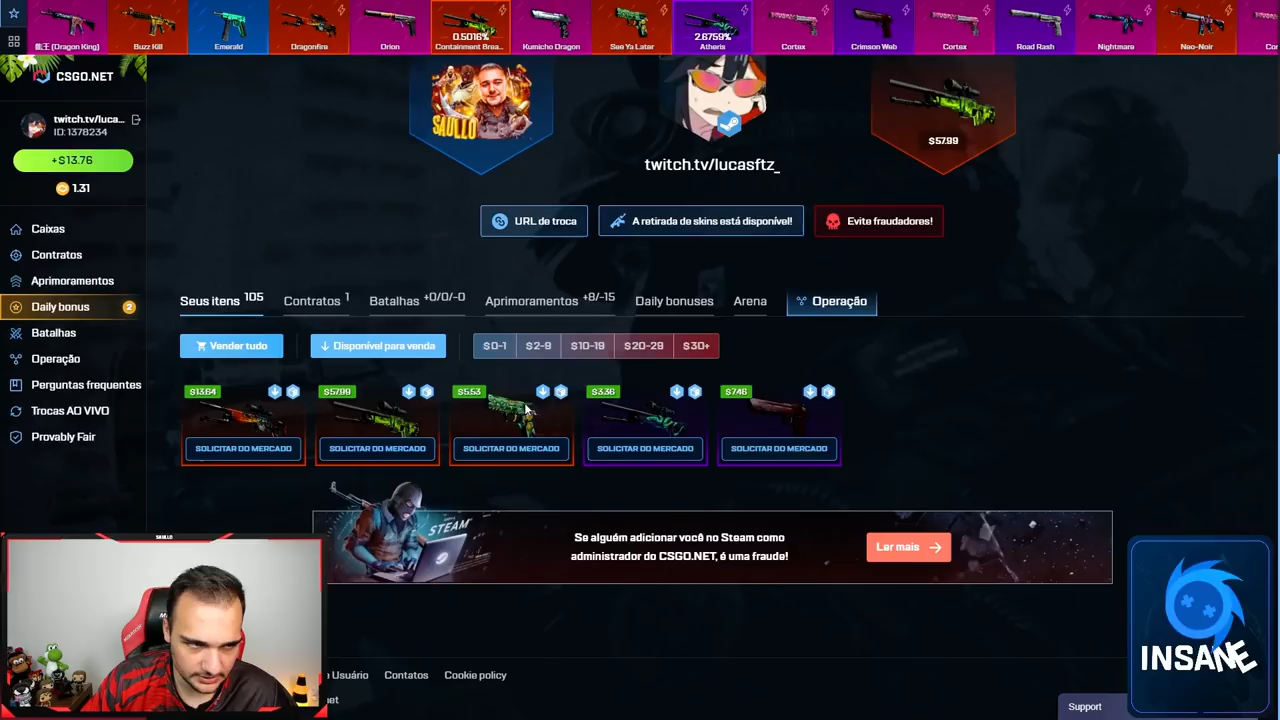 龍王 (Dragon King)
Buzz Kill
Emerald
Dragonfire
Orion
0.5016%
Containment Brea...
Kumicho Dragon
See Ya Later
2.6759%
Atheris
Cortex
Crimson Web
Cortex
Road Rash
Nightmare
Neo-Noir
Cor
CSGO.NET
twitch.tv/luca...
ID: 1378234
+$13.76
1.31
Caixas
Contratos
Aprimoramentos
Daily bonus 2
Batalhas
Operação
Perguntas frequentes
Trocas AO VIVO
Provably Fair
SAULLO
$57.99
twitch.tv/lucasftz_
URL de troca
A retirada de skins está disponível!
Evite fraudadores!
Seus itens 105
Contratos 1
Batalhas +0/0/-0
Aprimoramentos +8/-15
Daily bonuses
Arena
Operação
Vender tudo
Disponível para venda
$0-1
$2-9
$10-19
$20-29
$30+
$13.64
$57.99
$5.53
$3.36
$7.46
SOLICITAR DO MERCADO
SOLICITAR DO MERCADO
SOLICITAR DO MERCADO
SOLICITAR DO MERCADO
SOLICITAR DO MERCADO
STEAM
Se alguém adicionar você no Steam como
administrador do CSGO.NET, é uma fraude!
Ler mais
SAULLO
INSANE
o Usuário
Contatos
Cookie policy
net
Support